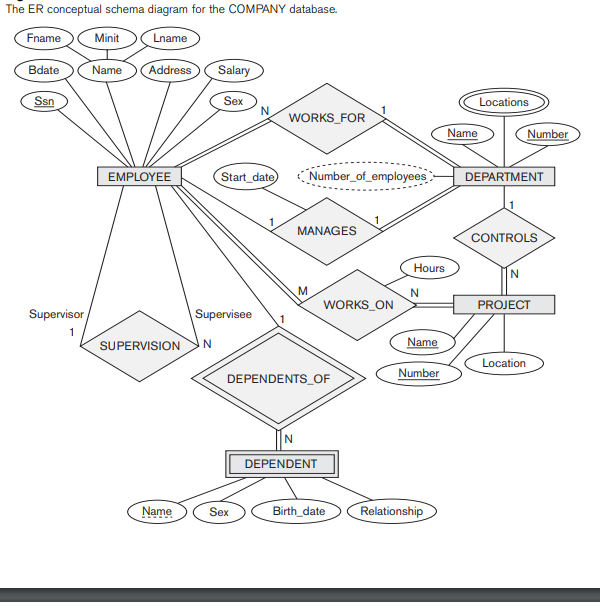 The ER conceptual schema diagram for the COMPANY database.
Fname Minit Lname
Bdate Name Address Salary
Ssn Sex
N WORKS_FOR 1
Locations
Name Number
EMPLOYEE
Start_date Number_of_employees
DEPARTMENT
1 MANAGES 1
1
CONTROLS
N
Hours
M WORKS_ON N
PROJECT
Name
Number Location
Supervisor Supervisee
1 SUPERVISION N
1
DEPENDENTS_OF
N
DEPENDENT
Name Sex Birth_date Relationship